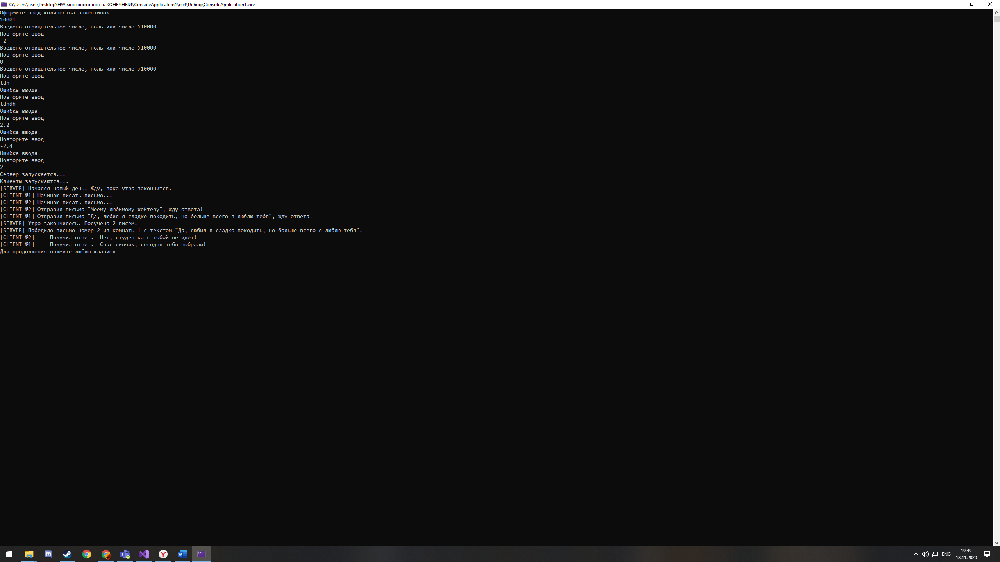 C:\Users\user\Desktop\HW многопоточность КОНЕЧНЫЙ\ConsoleApplication1\x64\Debug\ConsoleApplication1.exe
Оформите ввод количества валентинок:
10001
Введено отрицательное число, ноль или число >10000
Повторите ввод
-2
Введено отрицательное число, ноль или число >10000
Повторите ввод
0
Введено отрицательное число, ноль или число >10000
Повторите ввод
tdh
Ошибка ввода!
Повторите ввод
tdhdh
Ошибка ввода!
Повторите ввод
2.2
Ошибка ввода!
Повторите ввод
-2.4
Ошибка ввода!
Повторите ввод
2
Сервер запускается...
Клиенты запускаются...
[SERVER] Начался новый день. Жду, пока утро закончится.
[CLIENT №1] Начинаю писать письмо...
[CLIENT №2] Начинаю писать письмо...
[CLIENT №2] Отправил письмо "Моему любимому хейтеру", жду ответа!
[CLIENT №1] Отправил письмо "Да, любил я сладко покодить, но больше всего я люблю тебя", жду ответа!
[SERVER] Утро закончилось. Получено 2 писем.
[SERVER] Победило письмо номер 2 из комнаты 1 с текстом "Да, любил я сладко покодить, но больше всего я люблю тебя".
[CLIENT №2]     Получил ответ.  Нет, студентка с тобой не идет!
[CLIENT №1]     Получил ответ.  Счастливчик, сегодня тебя выбрали!
Для продолжения нажмите любую клавишу . . .
ENG
19:49
18.11.2020